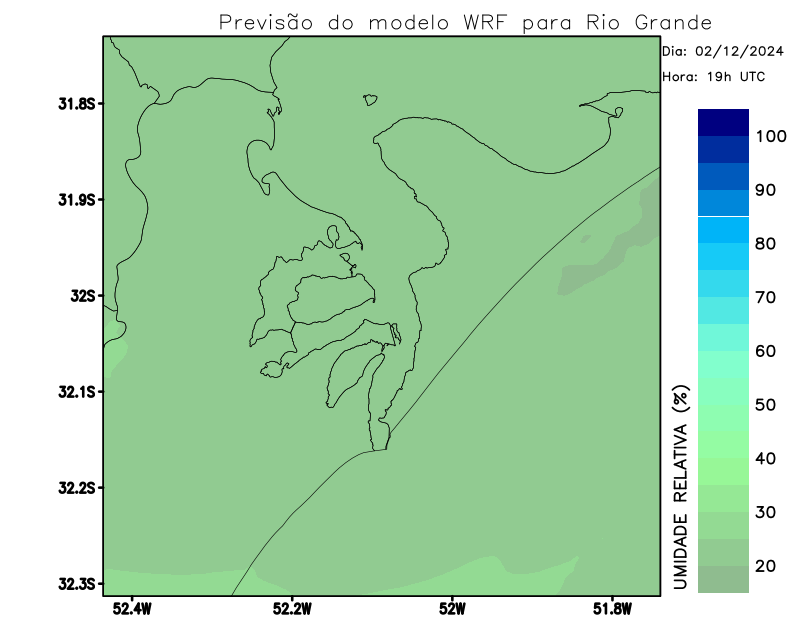 Previsão do modelo WRF para Rio Grande
Dia: 02/12/2024
Hora: 19h UTC
31.8S
31.9S
32S
32.1S
32.2S
32.3S
52.4W
52.2W
52W
51.8W
UMIDADE RELATIVA (%)
100
90
80
70
60
50
40
30
20